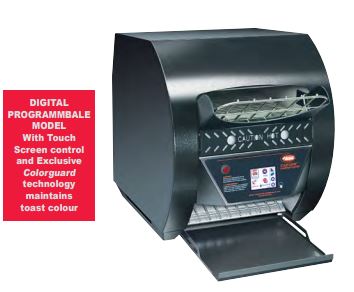 DIGITAL
PROGRAMMBALE
MODEL
With Touch
Screen control
and Exclusive
Colorguard
technology
maintains
toast colour
CAUTION HOT